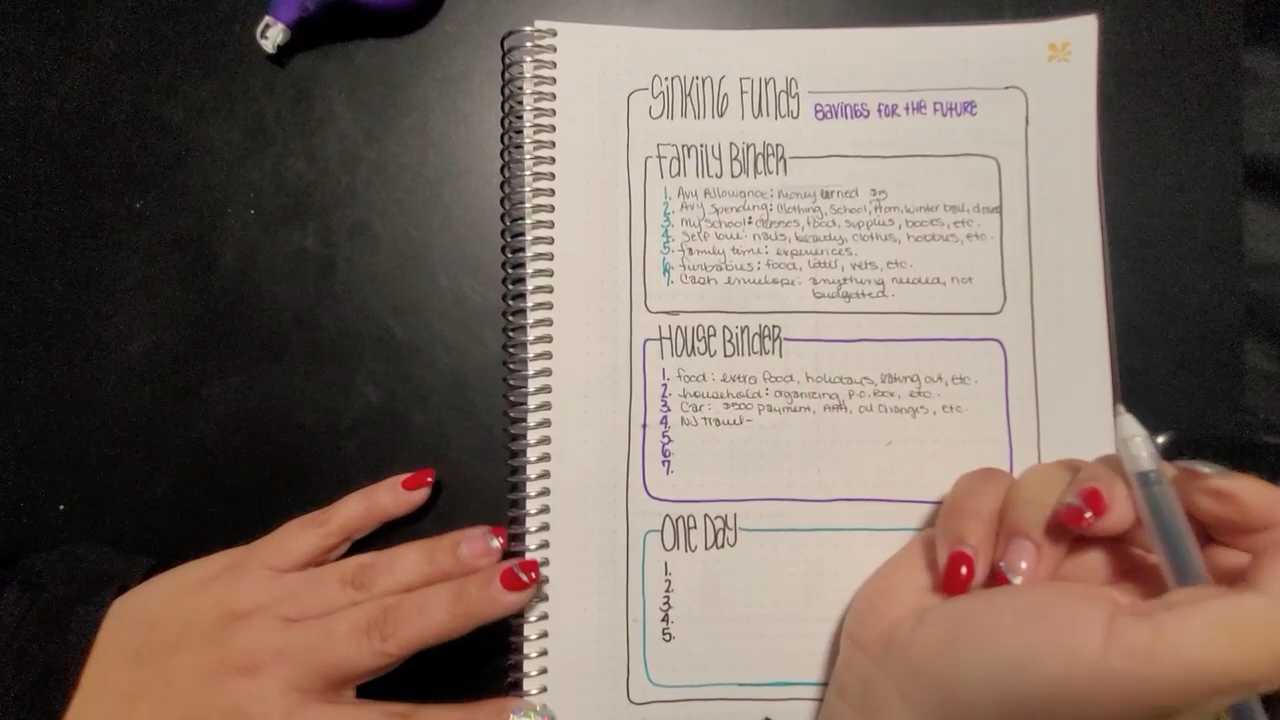 Sinking Funds Savings for the Future
Family Binder
1. Avy Allowance: money earned
2. Avy Spending: Clothing, School, Prom, winter ball, dress
3. My School: classes, food, supplies, books, etc.
4. Self love: nails, beauty, clothes, hobbies, etc.
5. family time: experiences.
6. furbabies: food, litter, vets, etc.
7. Cash envelope: anything needed, not
budgetted.
House Binder
1. food: extra food, holidays, eating out, etc.
2. household: organizing, P.O. Box, etc.
3. Car: $500 payment, AAA, oil changes, etc.
4. NJ Travel-
5.
6.
7.
One Day
1.
2.
3.
4.
5.